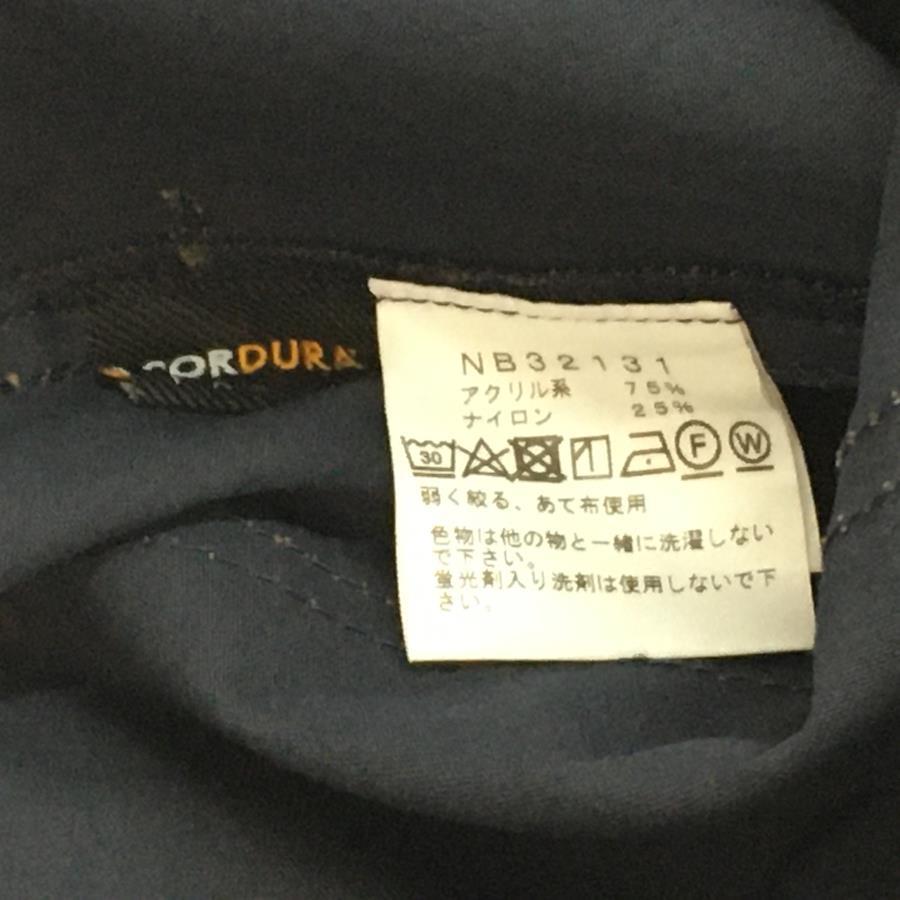 CORDURA
NB32131
アクリル系 75%
ナイロン 25%
30 F W
弱く絞る、あて布使用
色物は他の物と一緒に洗濯しない
で下さい。
蛍光剤入り洗剤は使用しないで下
さい。